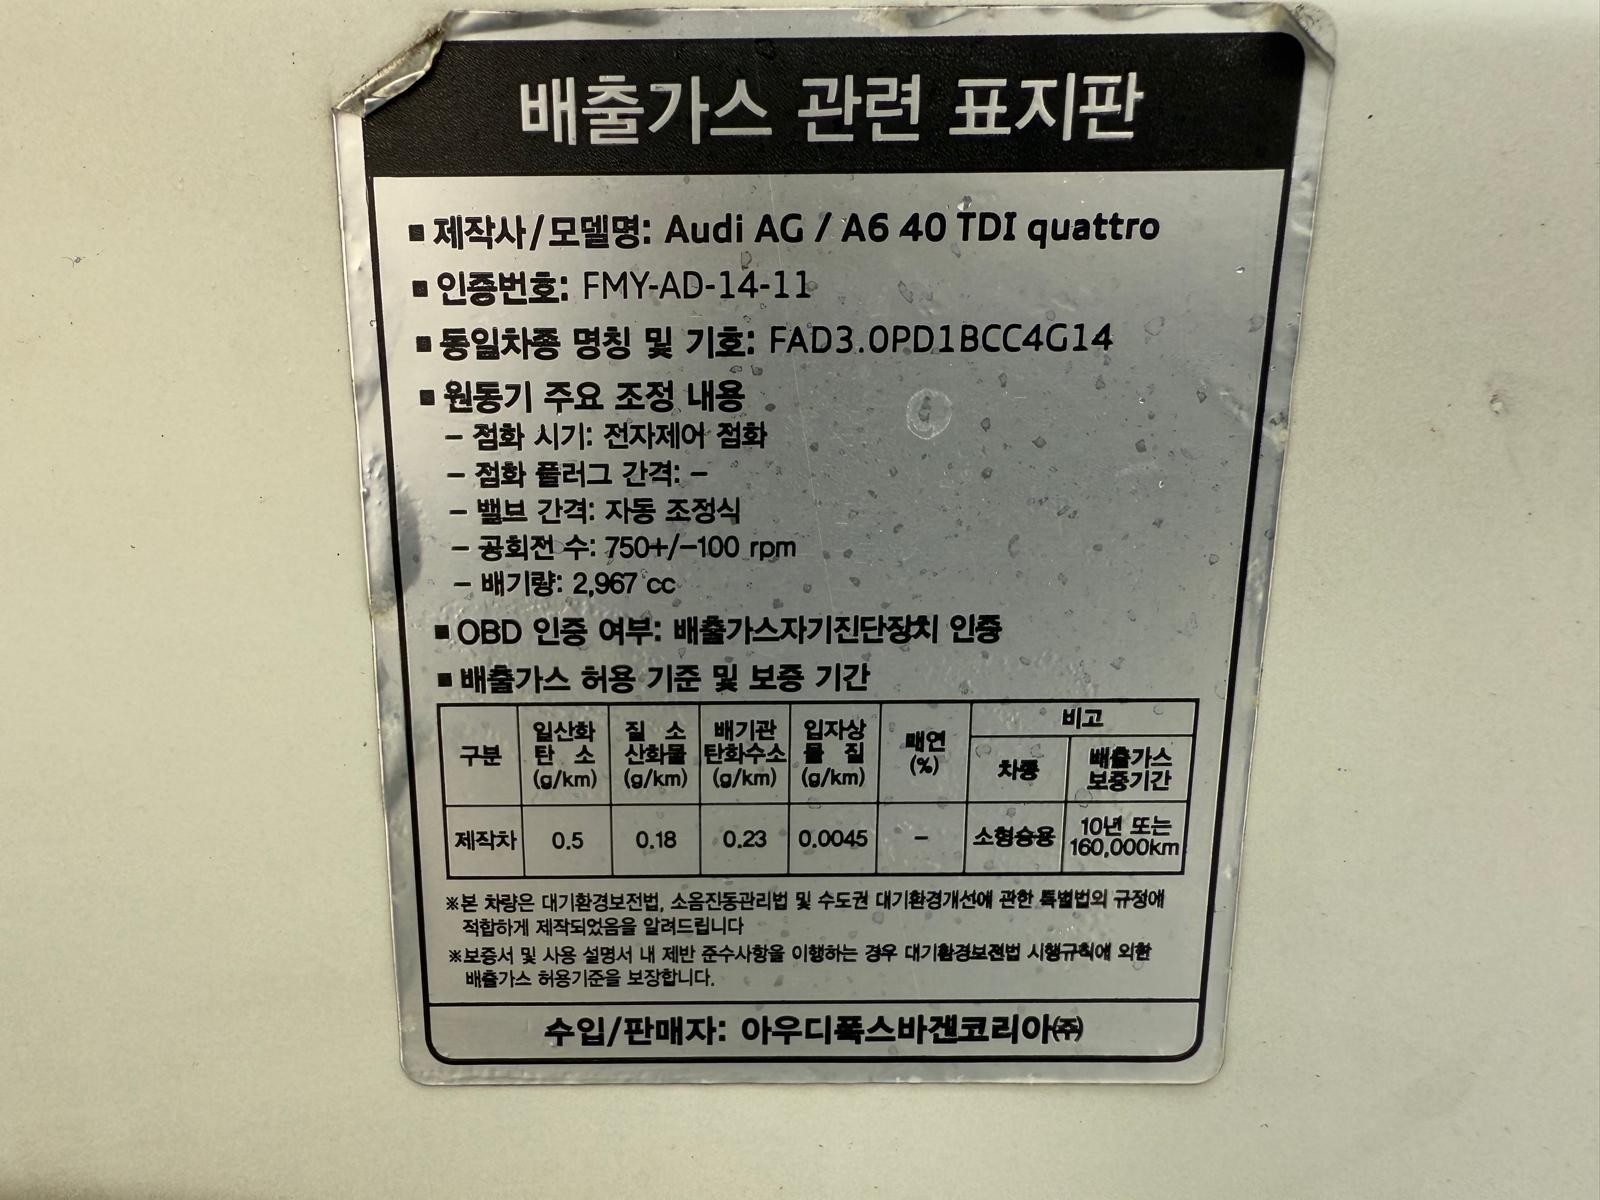 배출가스 관련 표지판
■ 제작사/모델명: Audi AG / A6 40 TDI quattro
■ 인증번호: FMY-AD-14-11
■ 동일차종 명칭 및 기호: FAD3.0PD1BCC4G14
■ 원동기 주요 조정 내용
– 점화 시기: 전자제어 점화
– 점화 플러그 간격: –
– 밸브 간격: 자동 조정식
– 공회전 수: 750+/–100 rpm
– 배기량: 2,967 cc
■ OBD 인증 여부: 배출가스자기진단장치 인증
■ 배출가스 허용 기준 및 보증 기간
구분 일산화탄 소 (g/km) 질 소 산화물 (g/km) 배기관 탄화수소 (g/km) 입자상 물 질 (g/km) 매연 (%) 비고
차종 배출가스 보증기간
제작차 0.5 0.18 0.23 0.0045 – 소형승용 10년 또는 160,000km
※본 차량은 대기환경보전법, 소음진동관리법 및 수도권 대기환경개선에 관한 특별법의 규정에
적합하게 제작되었음을 알려드립니다
※보증서 및 사용 설명서 내 제반 준수사항을 이행하는 경우 대기환경보전법 시행규칙에 의한
배출가스 허용기준을 보장합니다.
수입/판매자: 아우디폭스바겐코리아㈜